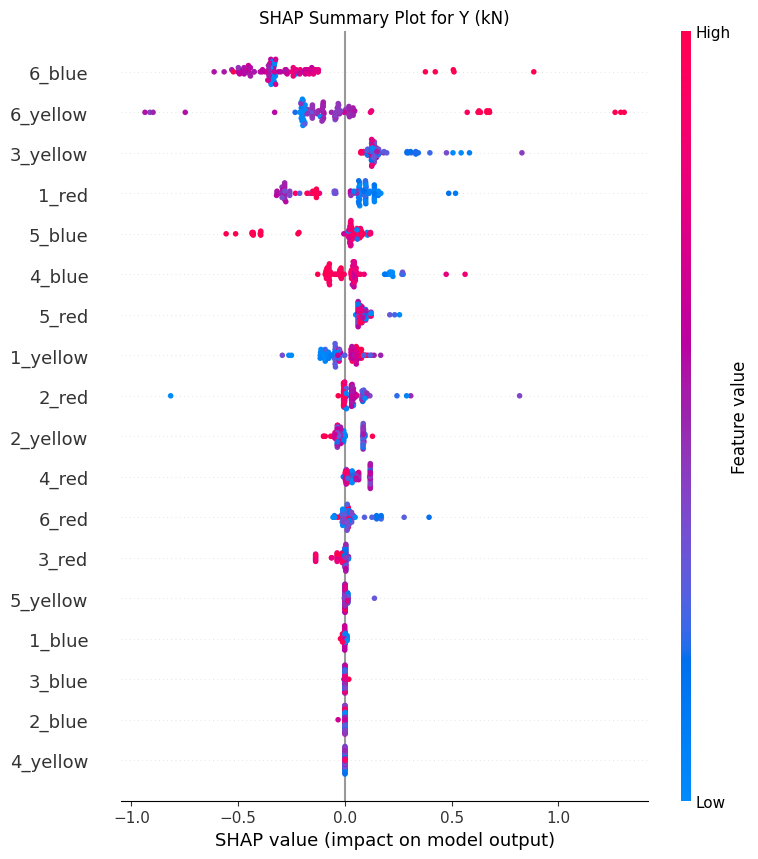 SHAP Summary Plot for Y (kN)
High
6_blue
6_yellow
3_yellow
1_red
5_blue
4_blue
5_red
1_yellow
2_red
2_yellow
4_red
6_red
3_red
5_yellow
1_blue
3_blue
2_blue
4_yellow
Feature value
Low
−1.0 −0.5 0.0 0.5 1.0
SHAP value (impact on model output)